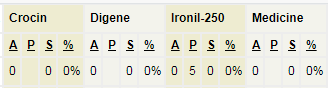 Crocin Digene Ironil-250 Medicine
A P S % A P S % A P S % A P S %
0 0 0% 0 0 0% 0 5 0 0% 0 0 0%